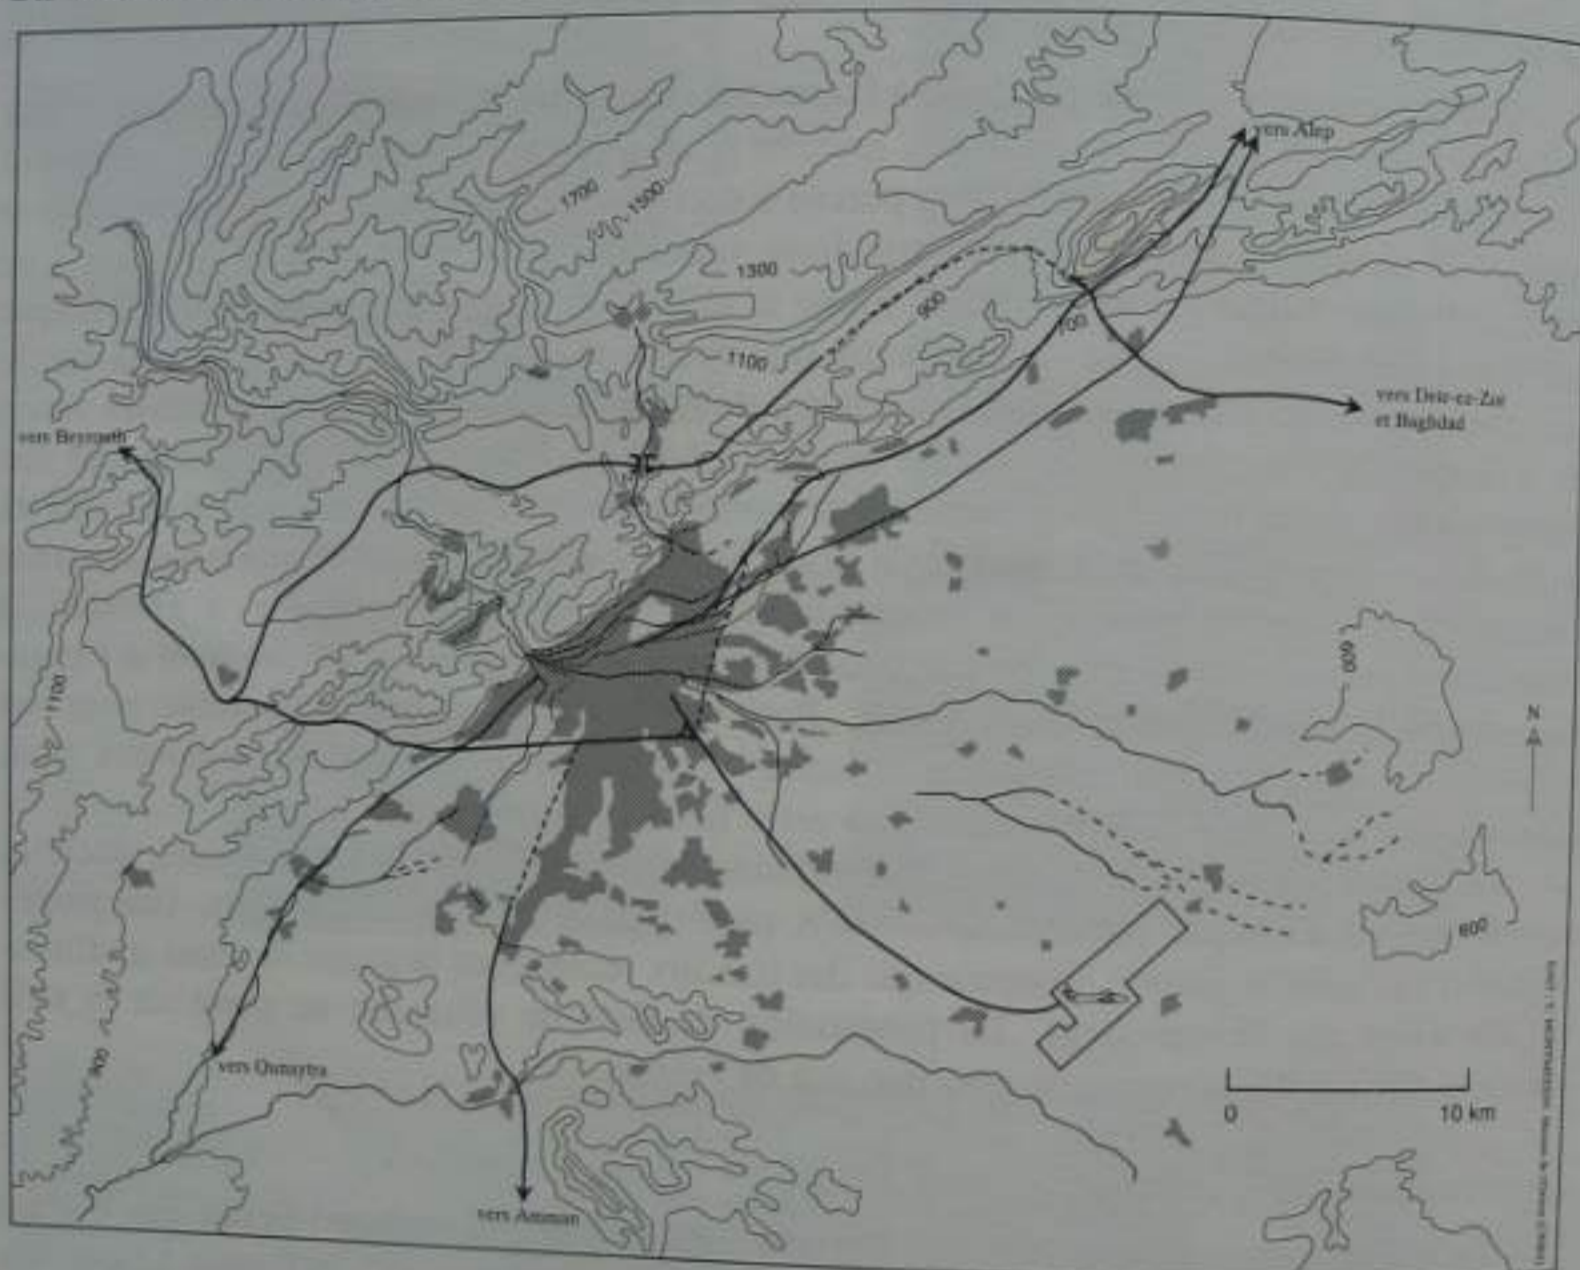 vers Alep
1700
1500
1300
900
700
1100
vers Deir-ez-Zor
et Baghdad
vers Beyrouth
600
1100
N
600
900
vers Qunaytra
0 10 km
vers Amman